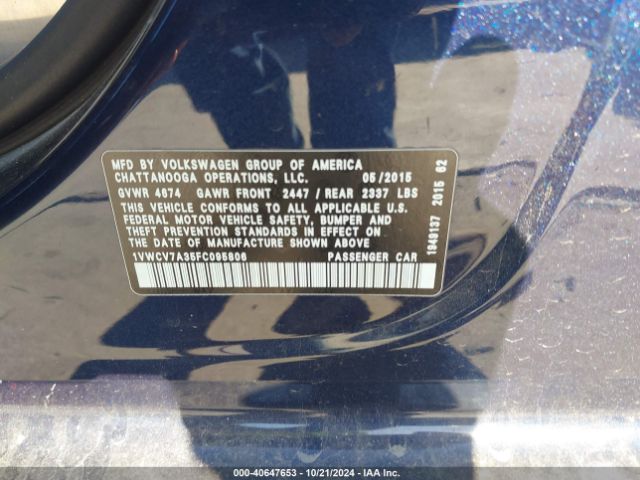 MFD BY VOLKSWAGEN GROUP OF AMERICA
CHATTANOOGA OPERATIONS, LLC. 05/2015
GVWR 4674 GAWR FRONT 2447 / REAR 2337 LBS
THIS VEHICLE CONFORMS TO ALL APPLICABLE U.S.
FEDERAL MOTOR VEHICLE SAFETY, BUMPER AND
THEFT PREVENTION STANDARDS IN EFFECT ON
THE DATE OF MANUFACTURE SHOWN ABOVE
1VWCV7A35FC095806 PASSENGER CAR
1949137 2015 62
000-40647653 - 10/21/2024 - IAA Inc.